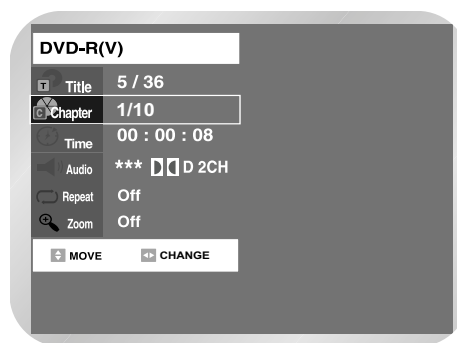 DVD-R(V)
T Title 5 / 36
C Chapter 1/10
Time 00 : 00 : 08
Audio *** D 2CH
Repeat Off
Zoom Off
MOVE CHANGE